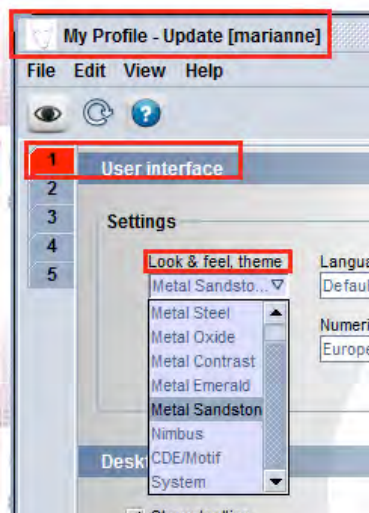 My Profile - Update [marianne]
File Edit View Help
1 User interface
2
3 Settings
4
5
Look & feel, theme Langua
Metal Sandsto... Defaul
Metal Steel
Metal Oxide Numeri
Metal Contrast Europe
Metal Emerald
Metal Sandston
Nimbus
Desk CDE/Motif
System